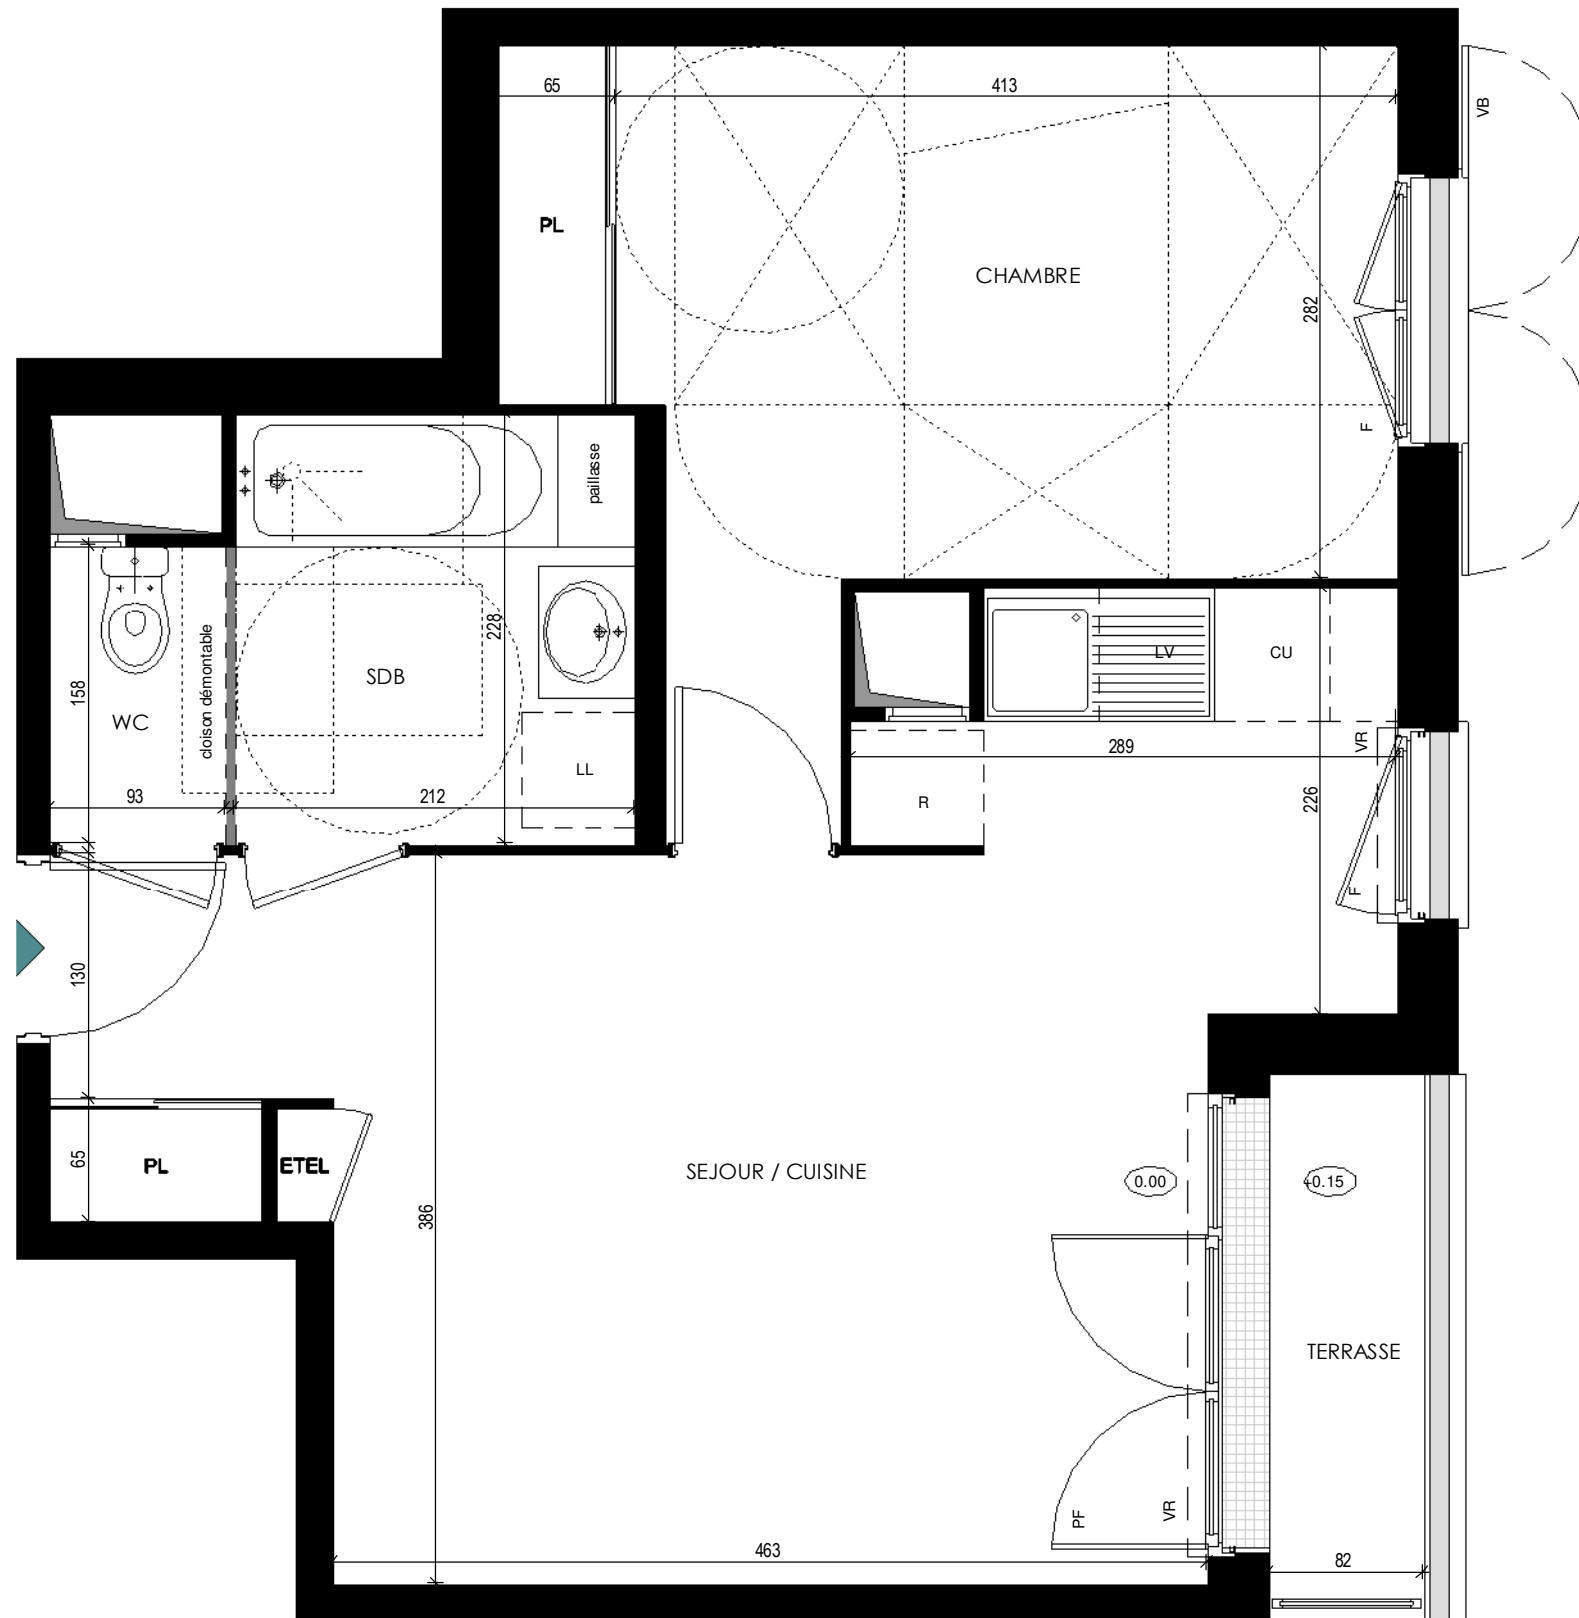 65
413
VB
PL
CHAMBRE
282
F
paillasse
228
cloison démontable
SDB
158
WC
LV
CU
VR
289
LL
93
212
R
226
F
130
65
PL
ETEL
SEJOUR / CUISINE
0.00
+0.15
386
TERRASSE
PF
VR
463
82